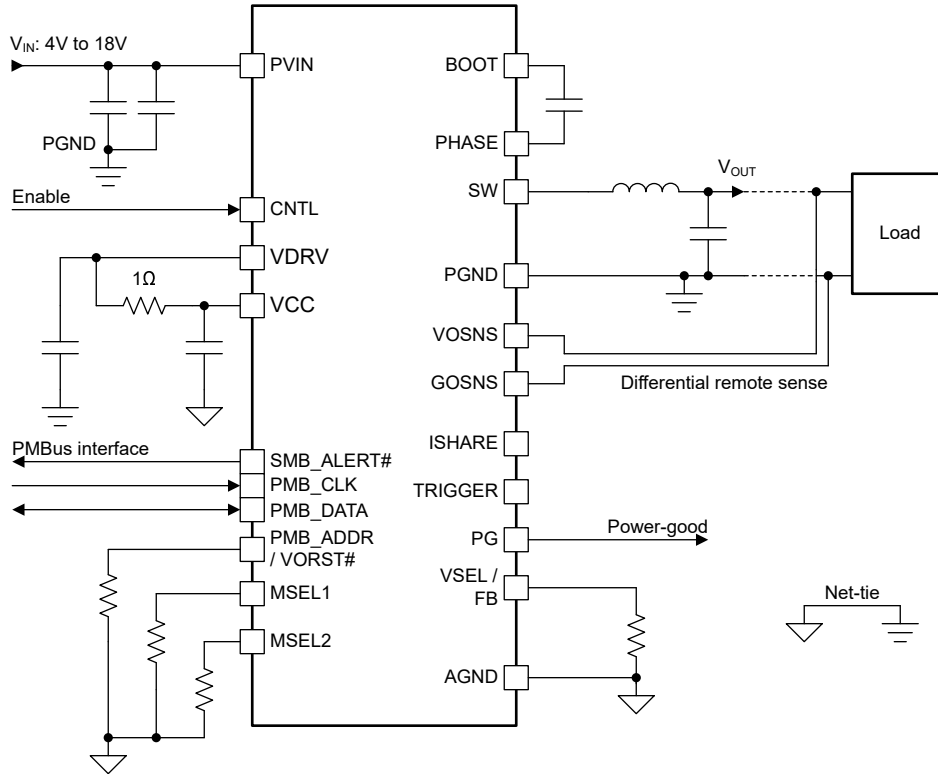 VIN: 4V to 18V
PVIN
PGND
Enable
CNTL
VDRV
1Ω
VCC
PMBus interface
SMB_ALERT#
PMB_CLK
PMB_DATA
PMB_ADDR
/ VORST#
MSEL1
MSEL2
BOOT
PHASE
SW
VOUT
Load
PGND
VOSNS
GOSNS
Differential remote sense
ISHARE
TRIGGER
PG
Power-good
VSEL /
FB
AGND
Net-tie